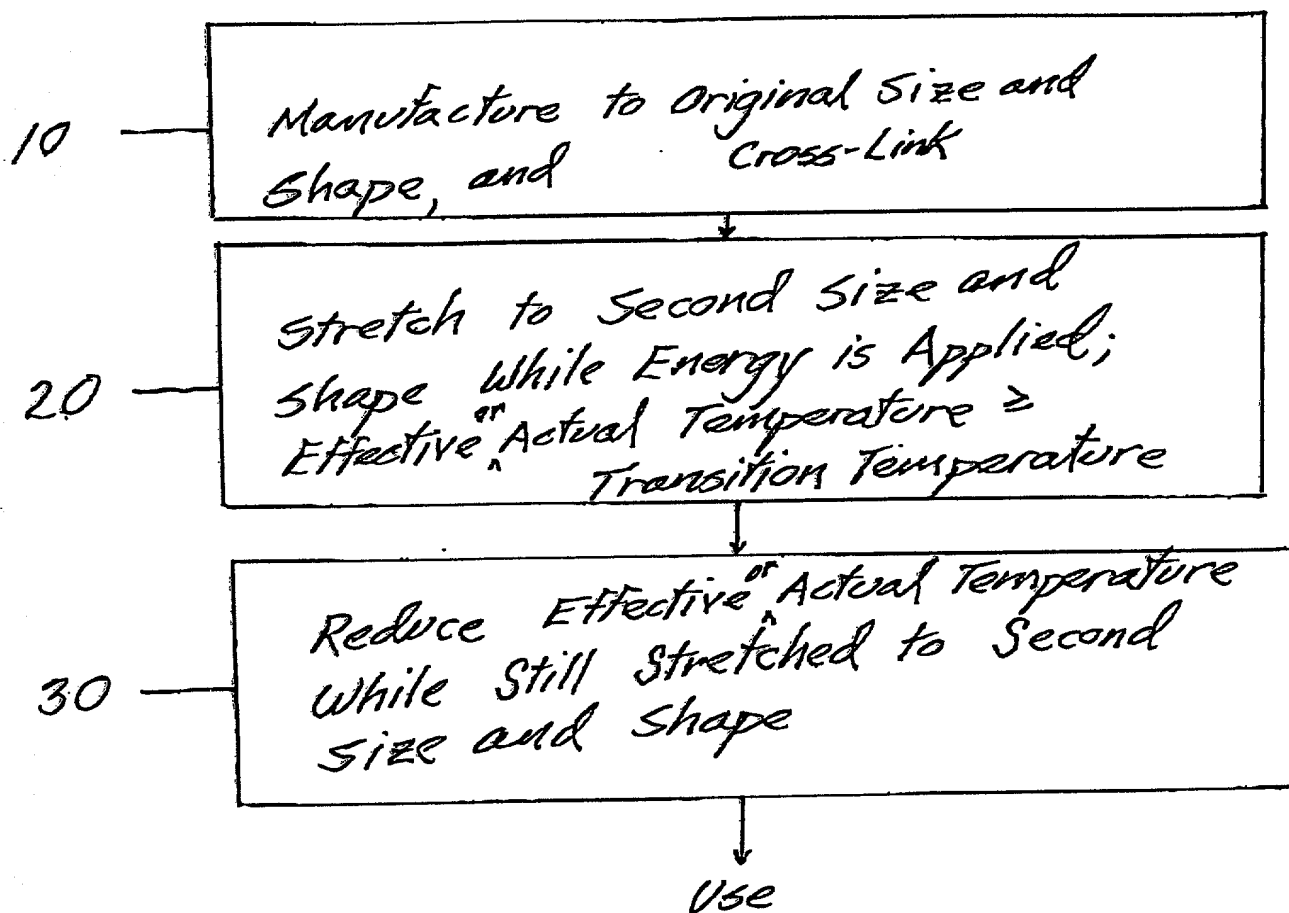 10
Manufacture to Original Size and
Shape, and Cross-Link
20
Stretch to Second Size and
Shape While Energy is Applied;
Effective or Actual Temperature ≥
Transition Temperature
30
Reduce Effective or Actual Temperature
While Still Stretched to Second
Size and Shape
Use